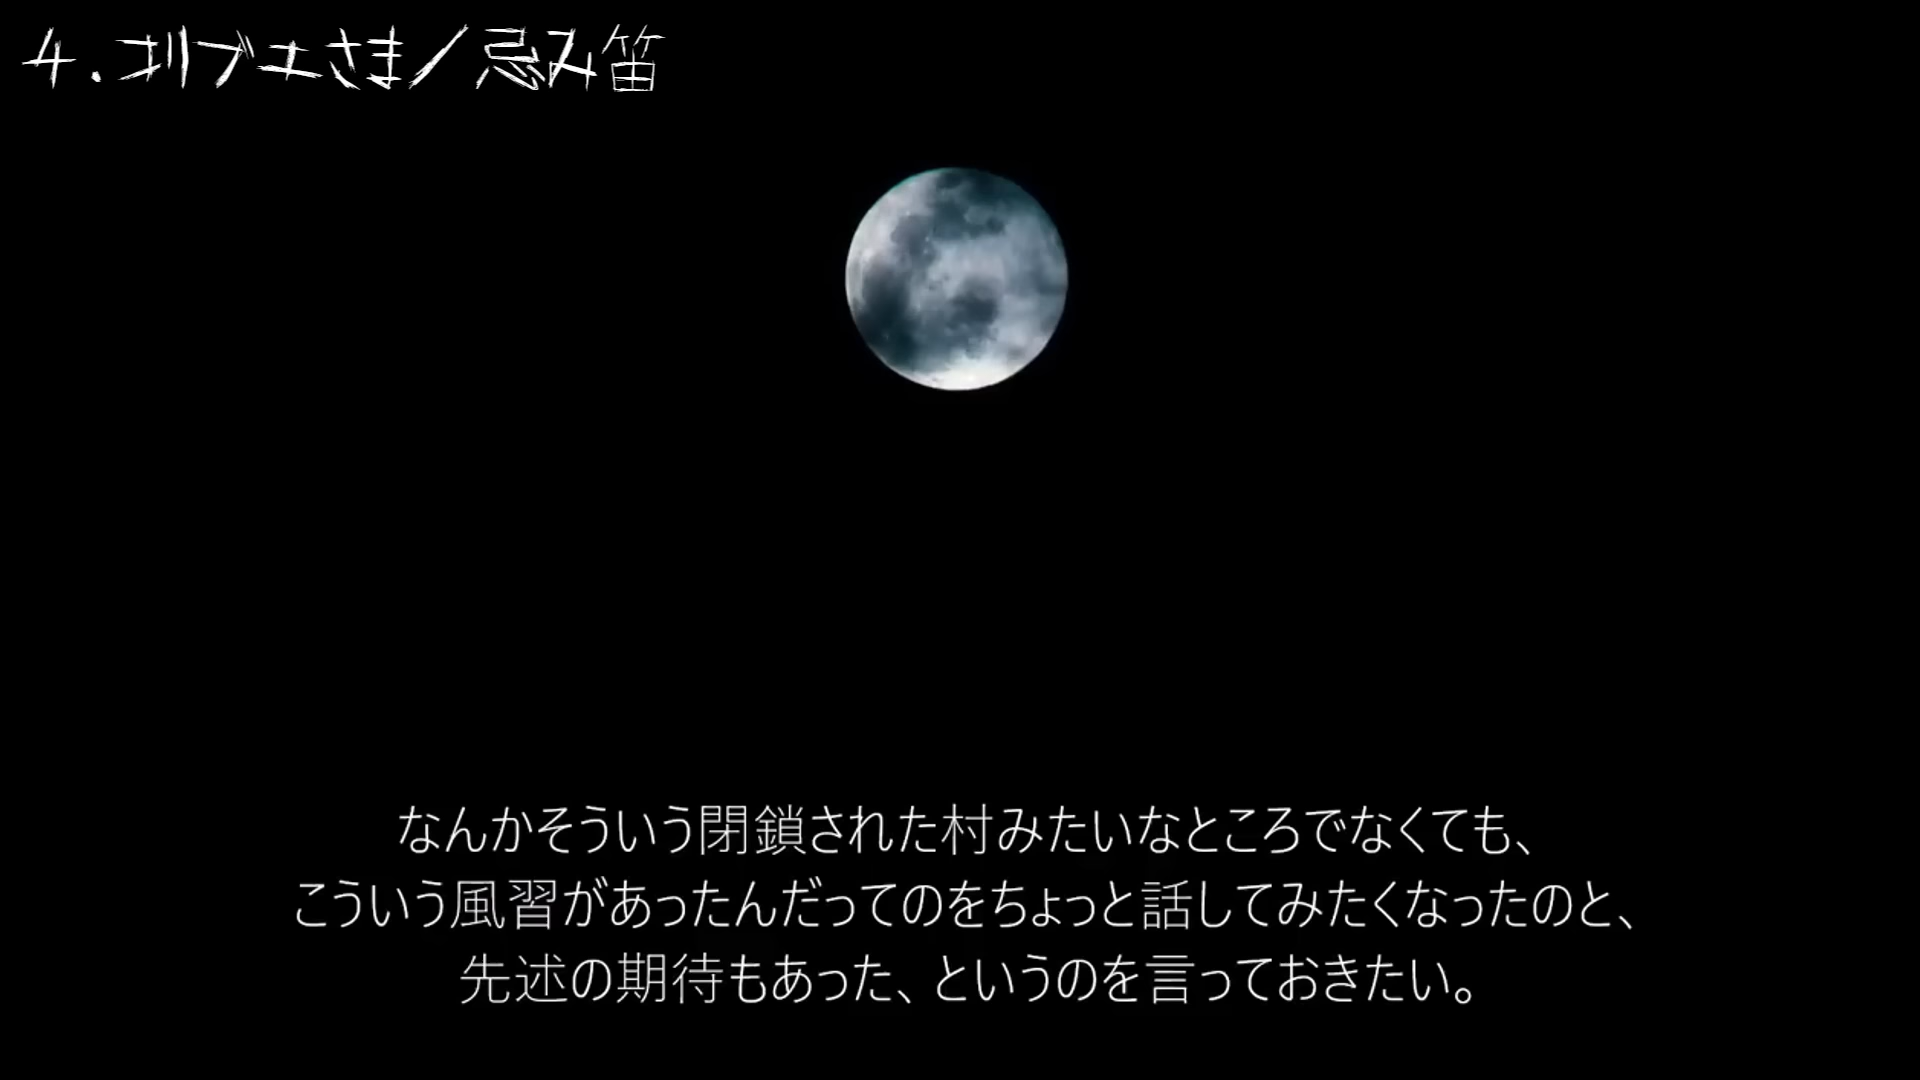 4.コリブエさま/忌み笛
なんかそういう閉鎖された村みたいなところでなくても、
こういう風習があったんだってのをちょっと話してみたくなったのと、
先述の期待もあった、というのを言っておきたい。